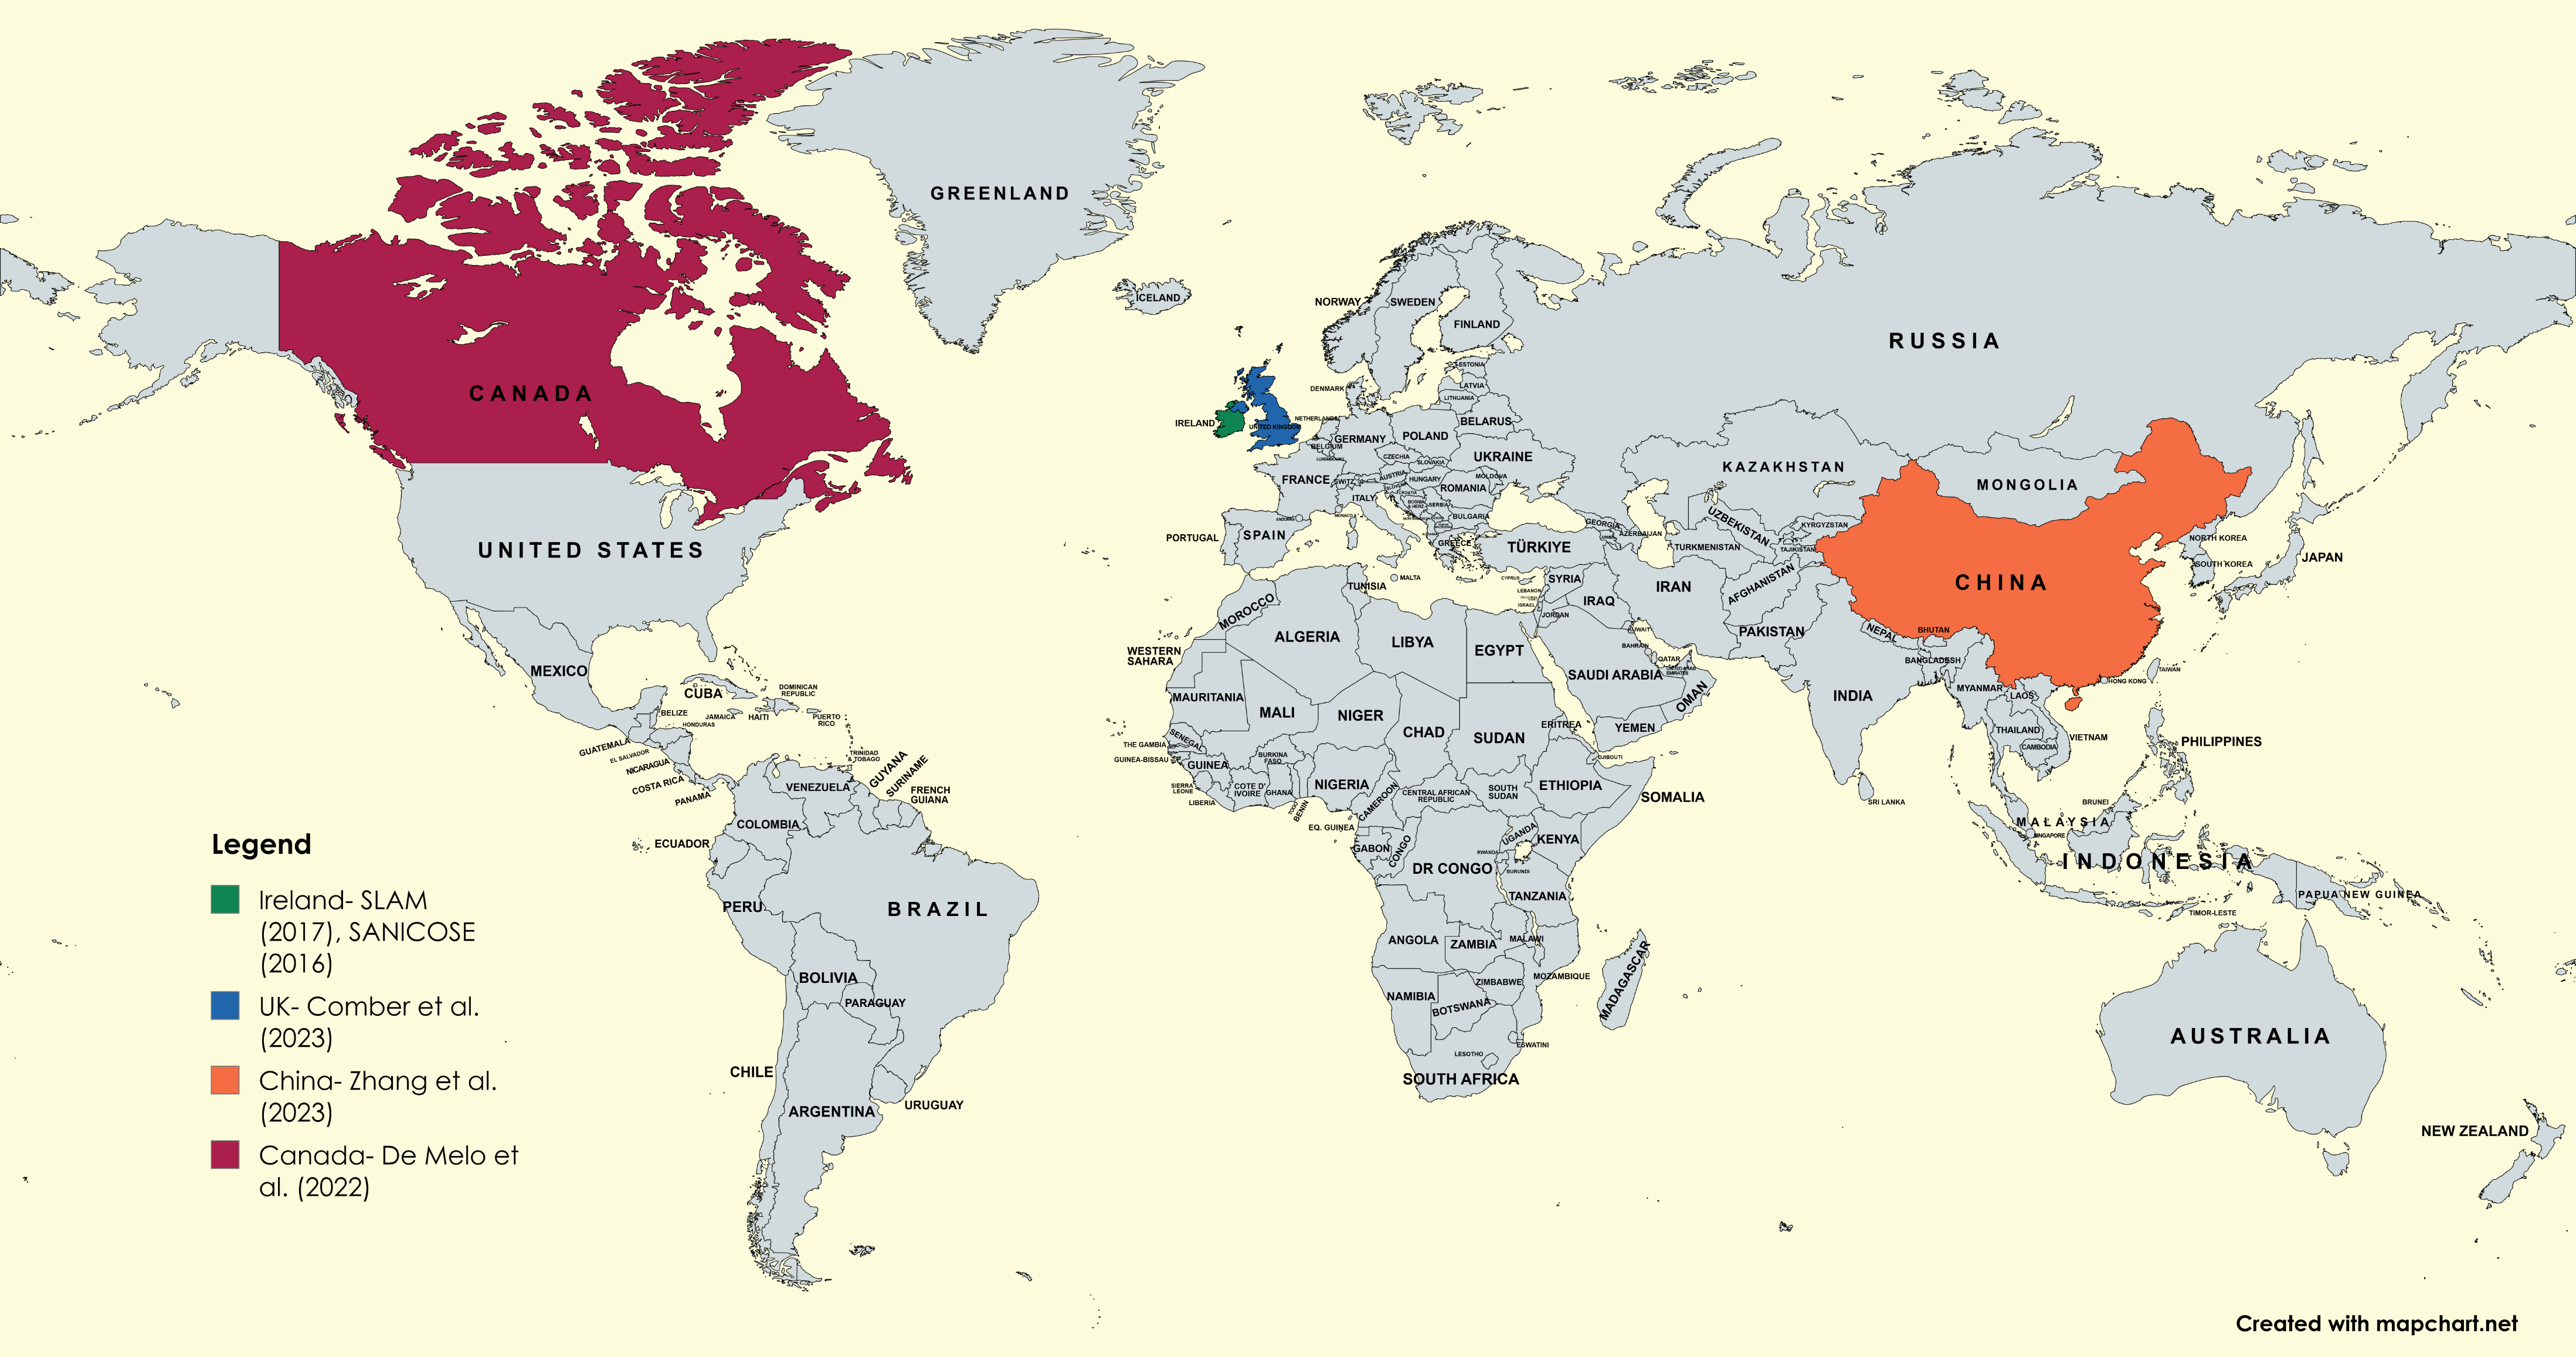 GREENLAND
ICELAND
NORWAY
SWEDEN
FINLAND
RUSSIA
CANADA
ESTONIA
LATVIA
LITHUANIA
DENMARK
IRELAND
UNITED KINGDOM
NETHERLANDS
BELARUS
GERMANY
POLAND
BELGIUM
LUXEMBOURG
CZECHIA
SLOVAKIA
UKRAINE
KAZAKHSTAN
MONGOLIA
FRANCE
SWITZ.
AUSTRIA
HUNGARY
MOLDOVA
ROMANIA
ITALY
SERBIA
BULGARIA
MONACO
ANDORRA
UNITED STATES
PORTUGAL
SPAIN
GREECE
TÜRKIYE
GEORGIA
AZERBAIJAN
UZBEKISTAN
KYRGYZSTAN
TURKMENISTAN
TAJIKISTAN
NORTH KOREA
SOUTH KOREA
JAPAN
CHINA
TUNISIA
MALTA
CYPRUS
SYRIA
LEBANON
ISRAEL
IRAQ
JORDAN
IRAN
AFGHANISTAN
MOROCCO
ALGERIA
LIBYA
EGYPT
KUWAIT
PAKISTAN
NEPAL
BHUTAN
WESTERN
SAHARA
BAHRAIN
QATAR
UNITED ARAB
EMIRATES
SAUDI ARABIA
OMAN
BANGLADESH
INDIA
MYANMAR
LAOS
HONG KONG
TAIWAN
MEXICO
CUBA
DOMINICAN
REPUBLIC
BELIZE
JAMAICA
HAITI
PUERTO
RICO
HONDURAS
GUATEMALA
EL SALVADOR
NICARAGUA
COSTA RICA
PANAMA
TRINIDAD
& TOBAGO
GUYANA
SURINAME
FRENCH
GUIANA
VENEZUELA
COLOMBIA
ECUADOR
MAURITANIA
MALI
NIGER
CHAD
SUDAN
ERITREA
YEMEN
THE GAMBIA
SENEGAL
GUINEA-BISSAU
GUINEA
BURKINA
FASO
SIERRA
LEONE
LIBERIA
COTE D'
IVOIRE
GHANA
TOGO
BENIN
NIGERIA
CAMEROON
CENTRAL AFRICAN
REPUBLIC
SOUTH
SUDAN
ETHIOPIA
DJIBOUTI
SOMALIA
THAILAND
CAMBODIA
VIETNAM
PHILIPPINES
SRI LANKA
BRUNEI
MALAYSIA
SINGAPORE
INDONESIA
PAPUA NEW GUINEA
TIMOR-LESTE
EQ. GUINEA
GABON
CONGO
DR CONGO
UGANDA
KENYA
RWANDA
BURUNDI
TANZANIA
PERU
BRAZIL
BOLIVIA
PARAGUAY
CHILE
ARGENTINA
URUGUAY
ANGOLA
ZAMBIA
MALAWI
MOZAMBIQUE
MADAGASCAR
NAMIBIA
ZIMBABWE
BOTSWANA
ESWATINI
LESOTHO
SOUTH AFRICA
AUSTRALIA
NEW ZEALAND
Legend
Ireland- SLAM
(2017), SANICOSE
(2016)
UK- Comber et al.
(2023)
China- Zhang et al.
(2023)
Canada- De Melo et
al. (2022)
Created with mapchart.net